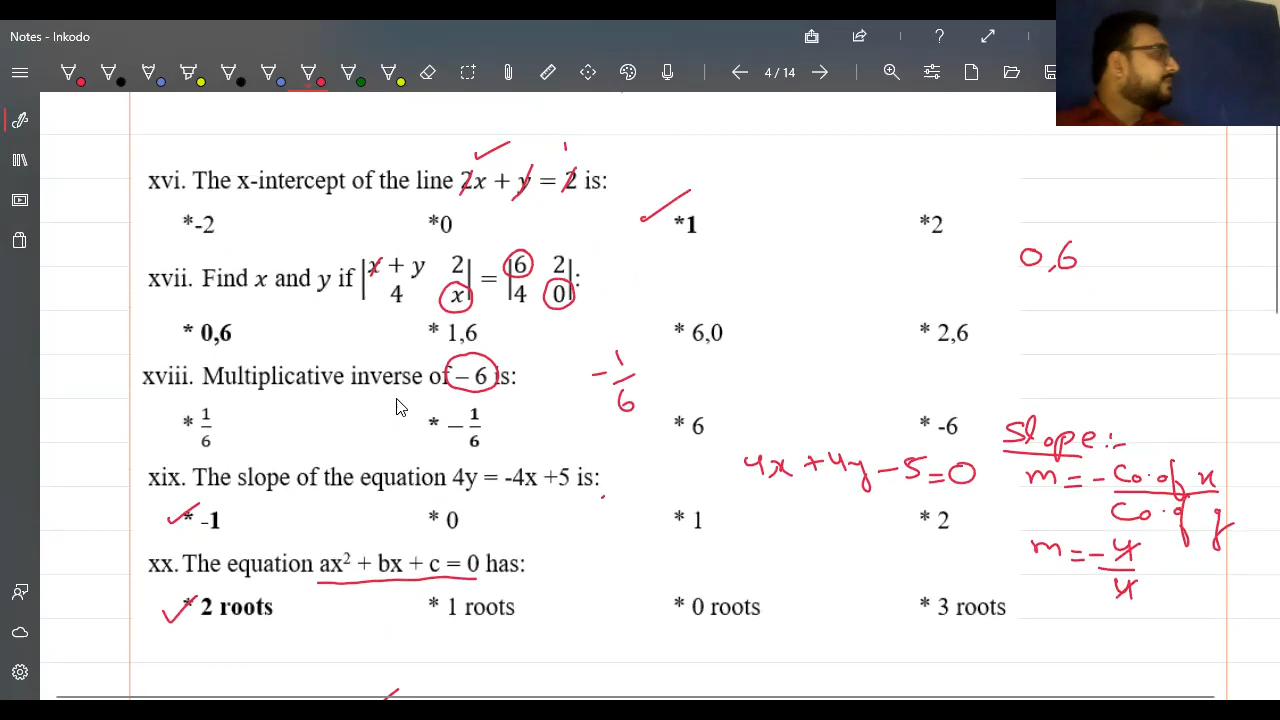 Notes - Inkodo
4 / 14
xvi. The x-intercept of the line 2x + y = 2 is:
1
*-2 *0 *1 *2
xvii. Find x and y if |x + y 2 4 x| = |6 2 4 0|:
0,6
* 0,6 * 1,6 * 6,0 * 2,6
xviii. Multiplicative inverse of – 6 is:
-1/6
* 1/6 * – 1/6 * 6 * -6
Slope:-
4x + 4y - 5 = 0
m = - Co. of x / Co. of y
xix. The slope of the equation 4y = -4x +5 is:
* -1 * 0 * 1 * 2
m = - 4/4
xx. The equation ax² + bx + c = 0 has:
* 2 roots * 1 roots * 0 roots * 3 roots